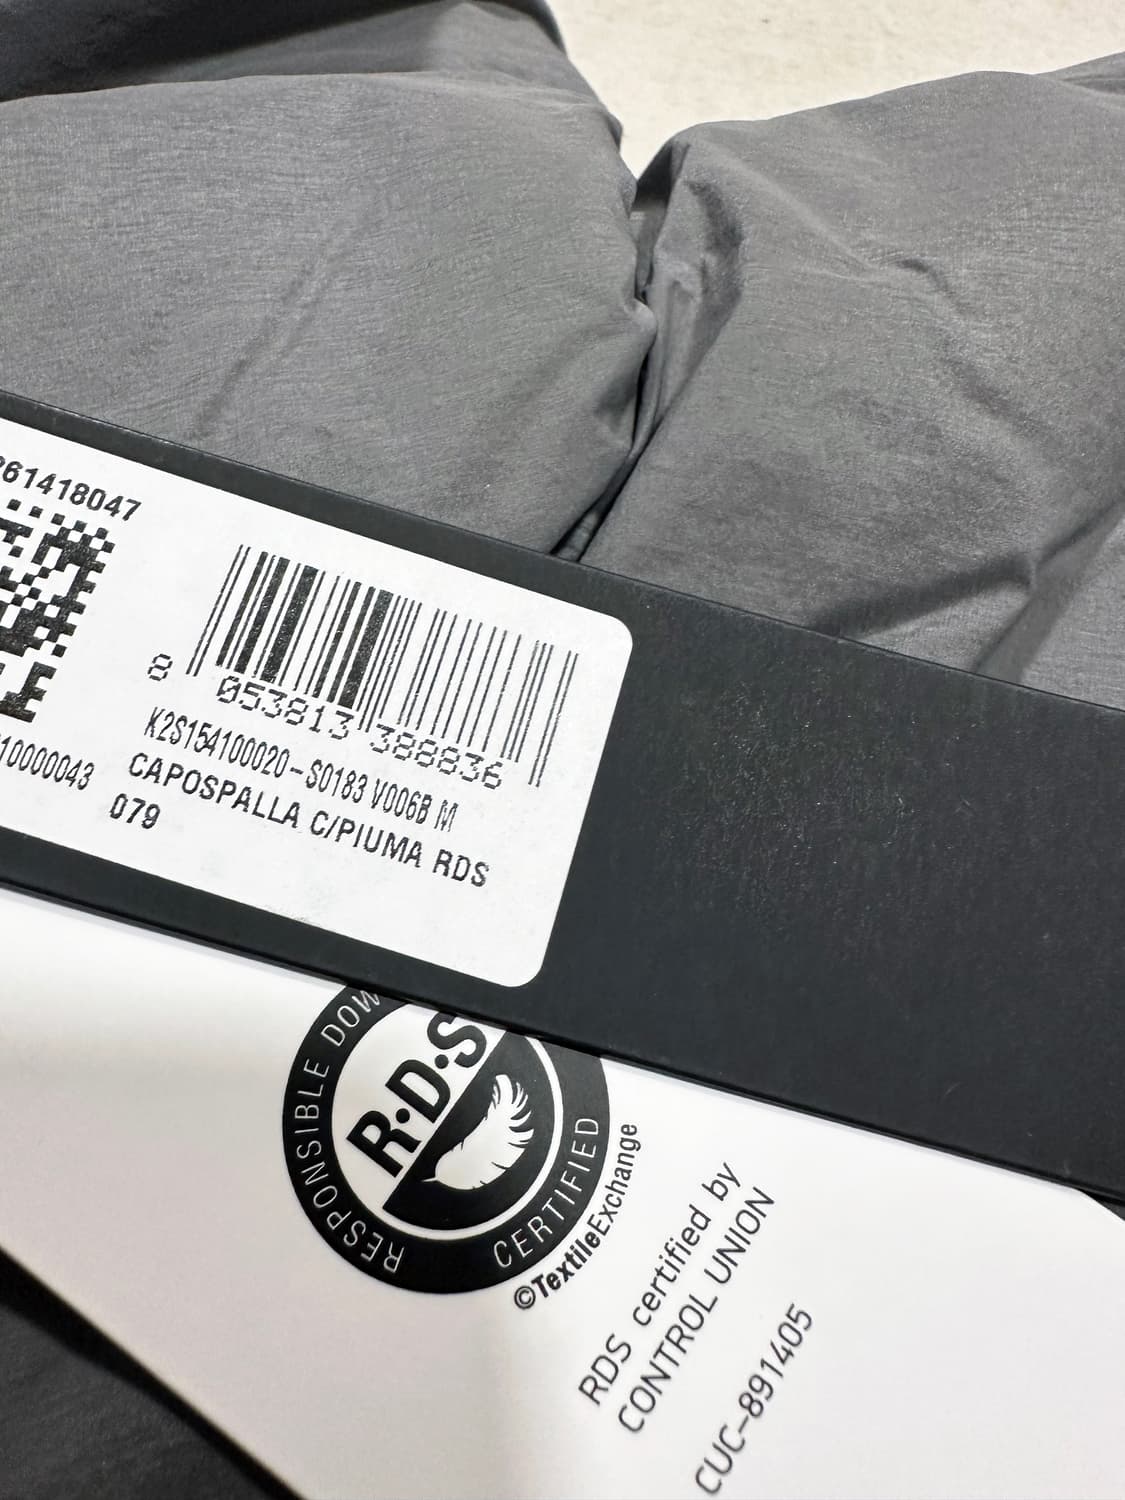 261418047
8 053813 388836
K2S154100020-S0183 V006B M
10000043
CAPOSPALLA C/PIUMA RDS
079
RESPONSIBLE DOWN
R·D·S
CERTIFIED
©TextileExchange
RDS certified by
CONTROL UNION
CUC-891405